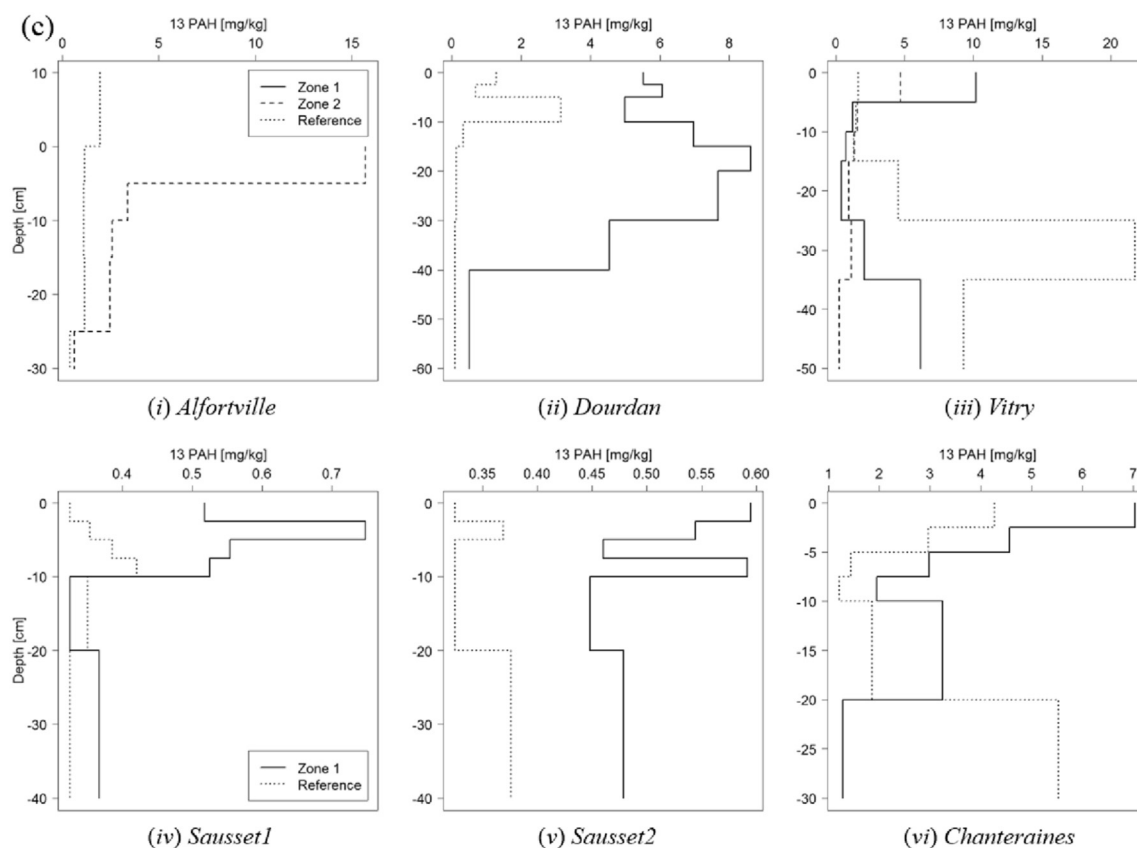 (c)
13 PAH [mg/kg]
0 5 10 15
Depth [cm]
10
0
-10
-20
-30
Zone 1
Zone 2
Reference
(i) Alfortville
13 PAH [mg/kg]
0 2 4 6 8
0
-10
-20
-30
-40
-50
-60
(ii) Dourdan
13 PAH [mg/kg]
0 5 10 15 20
0
-10
-20
-30
-40
-50
(iii) Vitry
13 PAH [mg/kg]
0.4 0.5 0.6 0.7
Depth [cm]
0
-10
-20
-30
-40
Zone 1
Reference
(iv) Sausset1
13 PAH [mg/kg]
0.35 0.40 0.45 0.50 0.55 0.60
0
-10
-20
-30
-40
(v) Sausset2
13 PAH [mg/kg]
1 2 3 4 5 6 7
0
-5
-10
-15
-20
-25
-30
(vi) Chanteraines